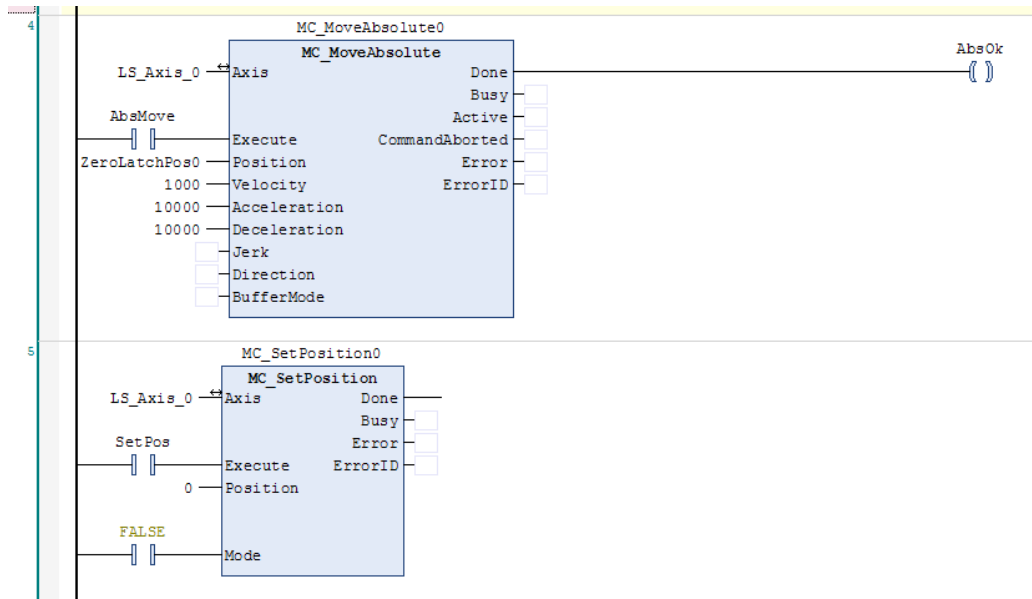 4
MC_MoveAbsolute0
MC_MoveAbsolute
AbsOk
LS_Axis_0 Axis Done
Busy
AbsMove Active
Execute CommandAborted
ZeroLatchPos0 Position Error
1000 Velocity ErrorID
10000 Acceleration
10000 Deceleration
Jerk
Direction
BufferMode
5
MC_SetPosition0
MC_SetPosition
LS_Axis_0 Axis Done
Busy
SetPos Error
Execute ErrorID
0 Position
FALSE
Mode